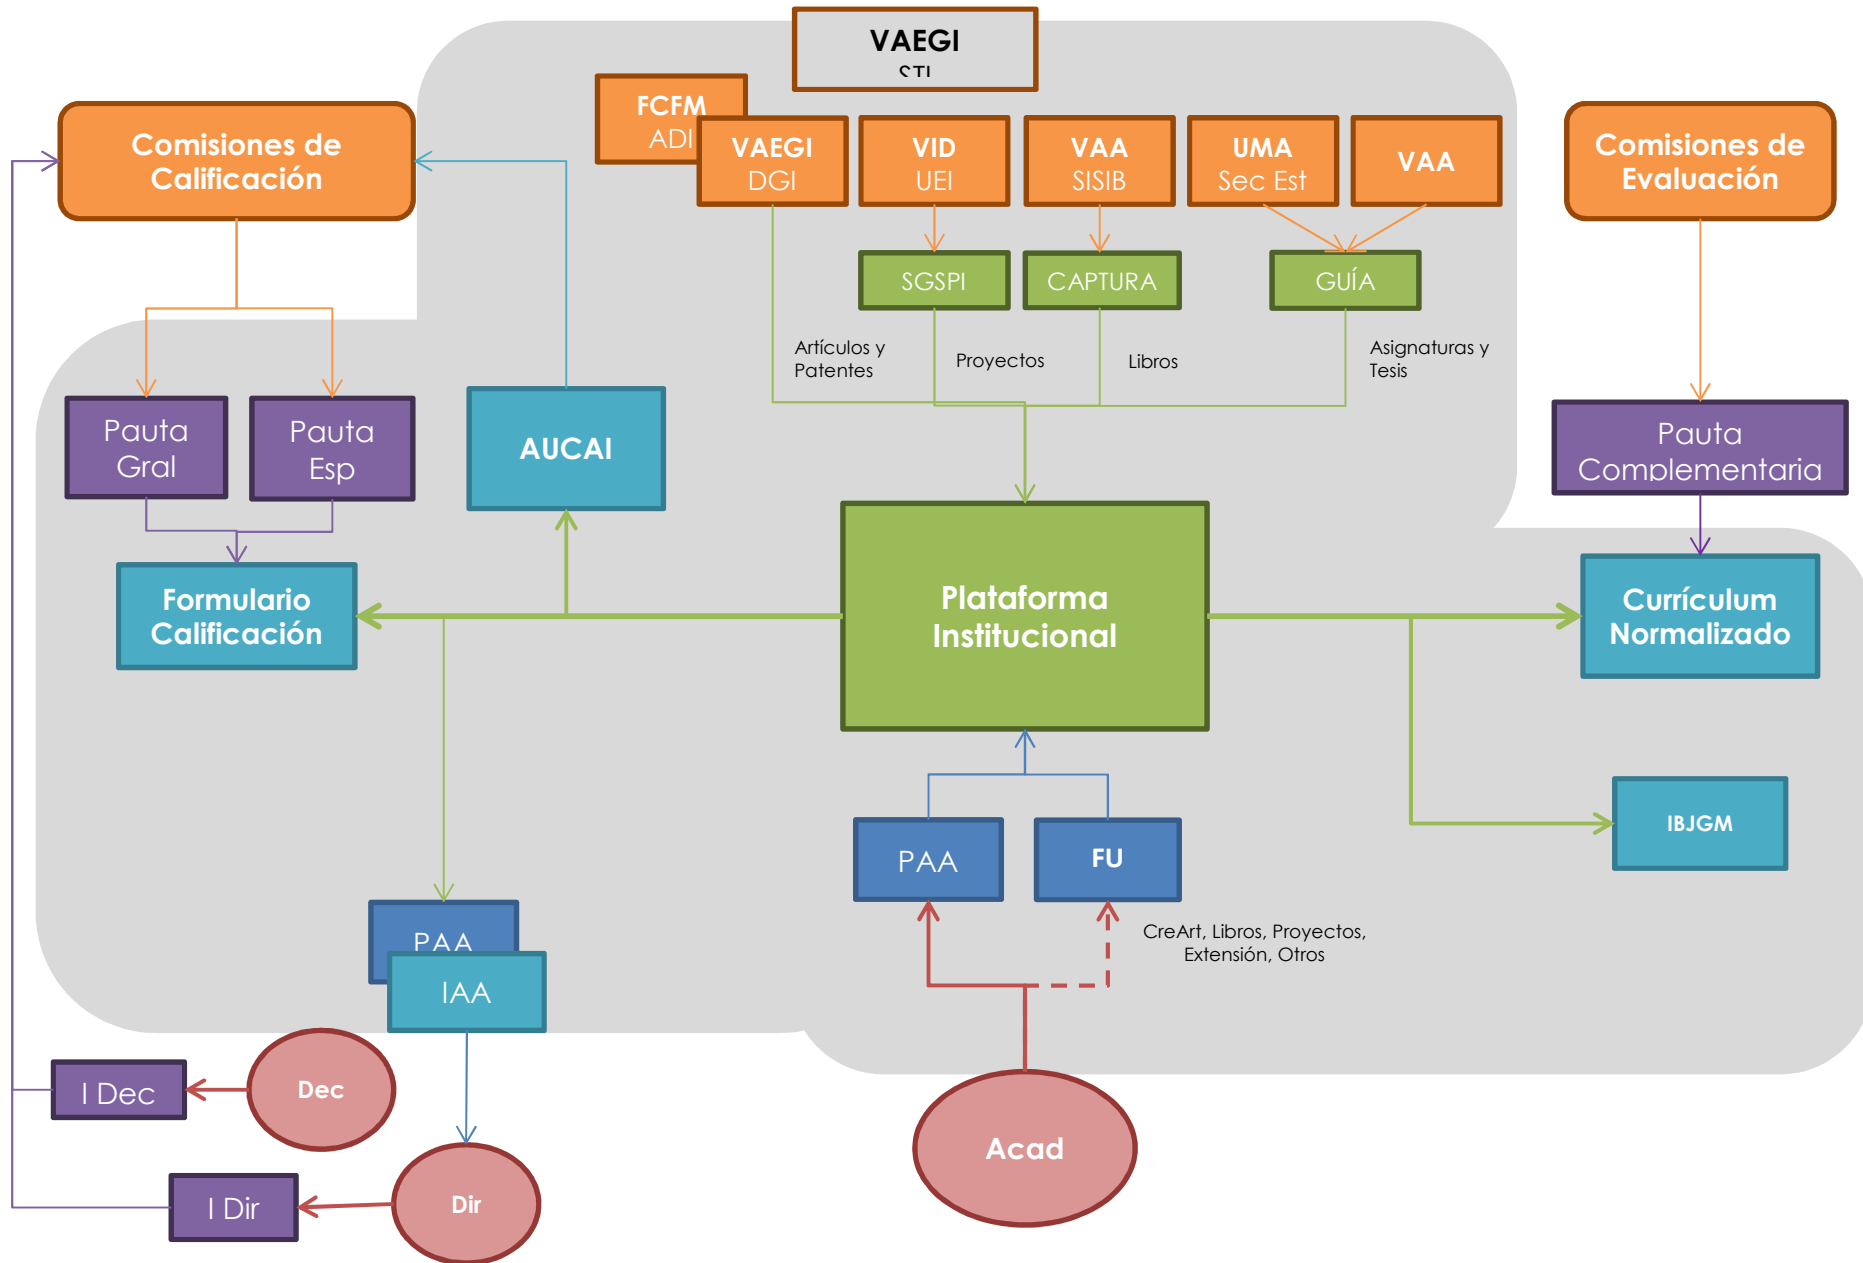 VAEGI
STI
FCFM
ADI
VAEGI
DGI
VID
UEI
VAA
SISIB
UMA
Sec Est
VAA
Comisiones de
Calificación
Comisiones de
Evaluación
SGSPI
CAPTURA
GUÍA
Artículos y
Patentes
Proyectos
Libros
Asignaturas y
Tesis
Pauta
Gral
Pauta
Esp
AUCAI
Pauta
Complementaria
Formulario
Calificación
Plataforma
Institucional
Currículum
Normalizado
IBJGM
PAA
FU
CreArt, Libros, Proyectos,
Extensión, Otros
PAA
IAA
I Dec
Dec
Acad
I Dir
Dir